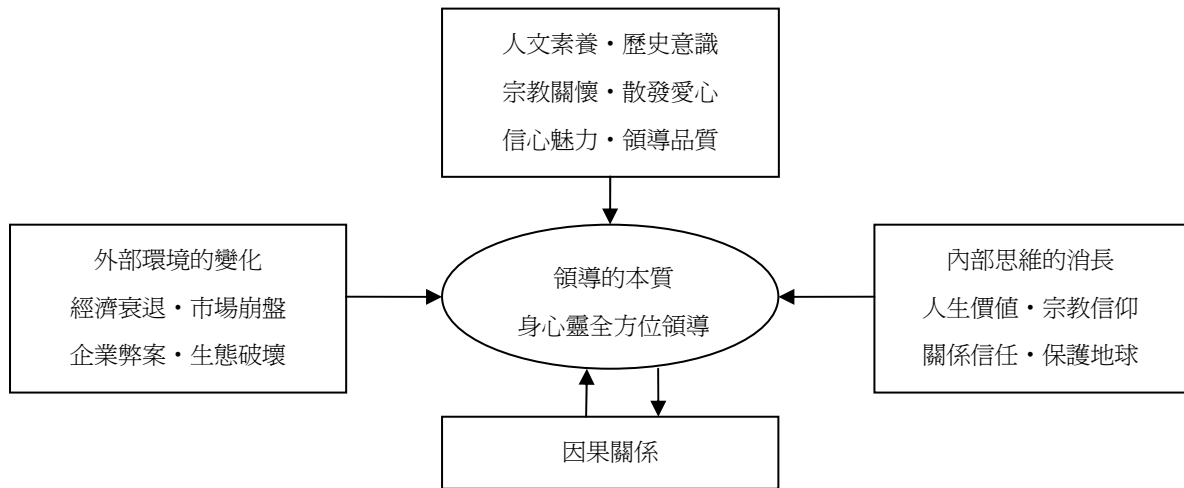 人文素養・歷史意識
宗教關懷・散發愛心
信心魅力・領導品質
外部環境的變化
經濟衰退・市場崩盤
企業弊案・生態破壞
領導的本質
身心靈全方位領導
內部思維的消長
人生價值・宗教信仰
關係信任・保護地球
因果關係